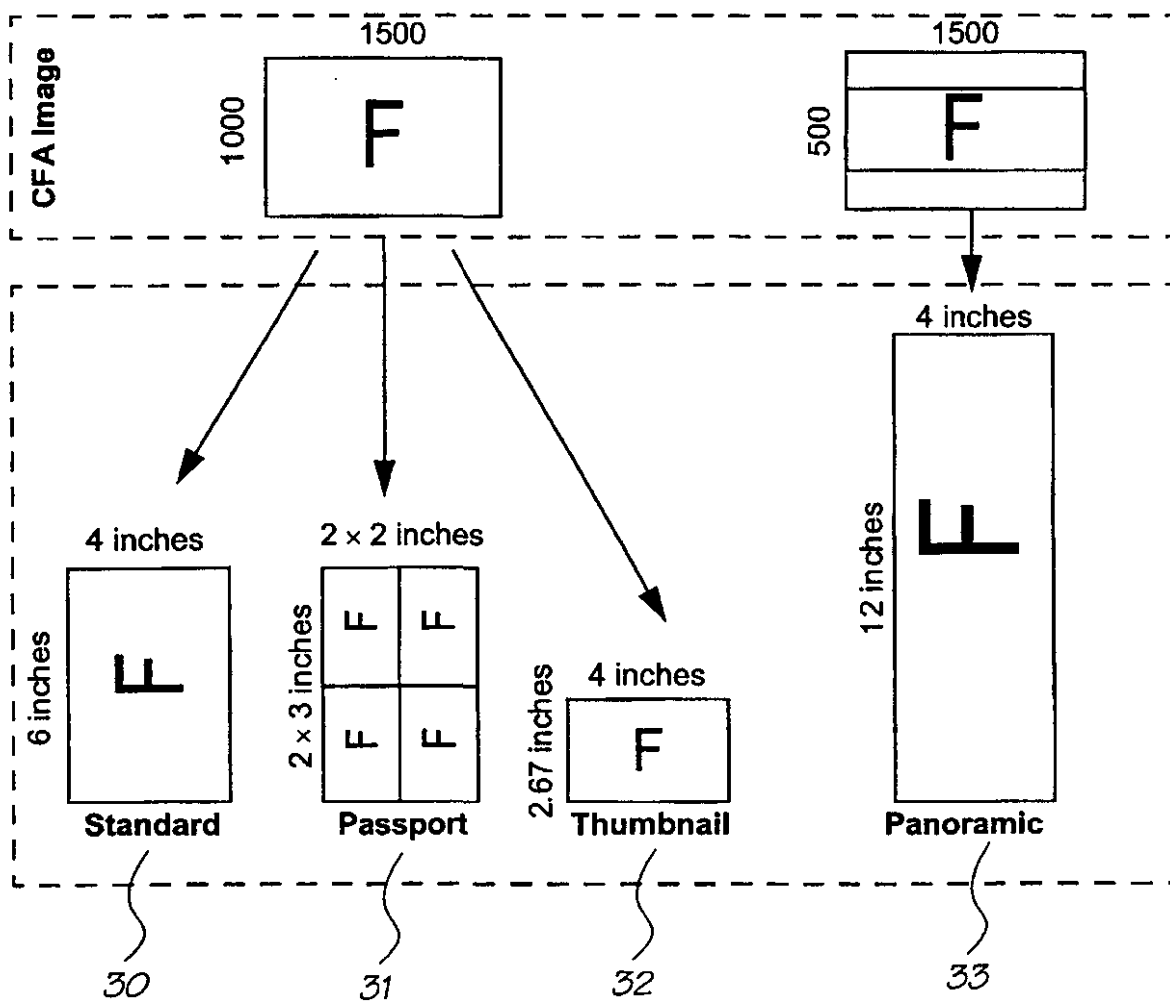 CFA Image
1500
1000
F
1500
500
F
4 inches
6 inches
F
Standard
2 × 2 inches
2 × 3 inches
F F
F F
Passport
4 inches
2.67 inches
F
Thumbnail
4 inches
12 inches
F
Panoramic
30
31
32
33